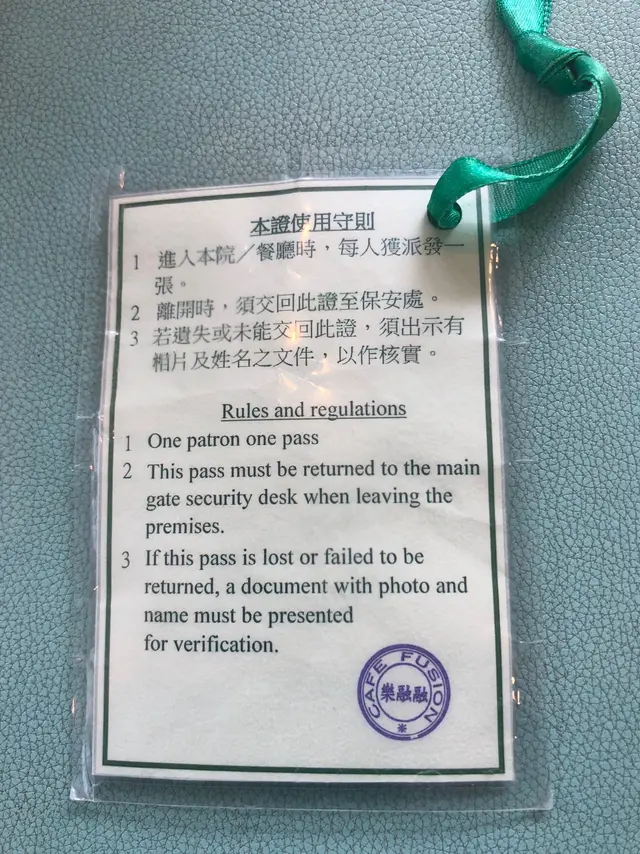 本證使用守則
1 進入本院／餐廳時，每人獲派發一
張。
2 離開時，須交回此證至保安處。
3 若遺失或未能交回此證，須出示有
相片及姓名之文件，以作核實。
Rules and regulations
1 One patron one pass
2 This pass must be returned to the main
gate security desk when leaving the
premises.
3 If this pass is lost or failed to be
returned, a document with photo and
name must be presented
for verification.
CAFE FUSION
樂融融